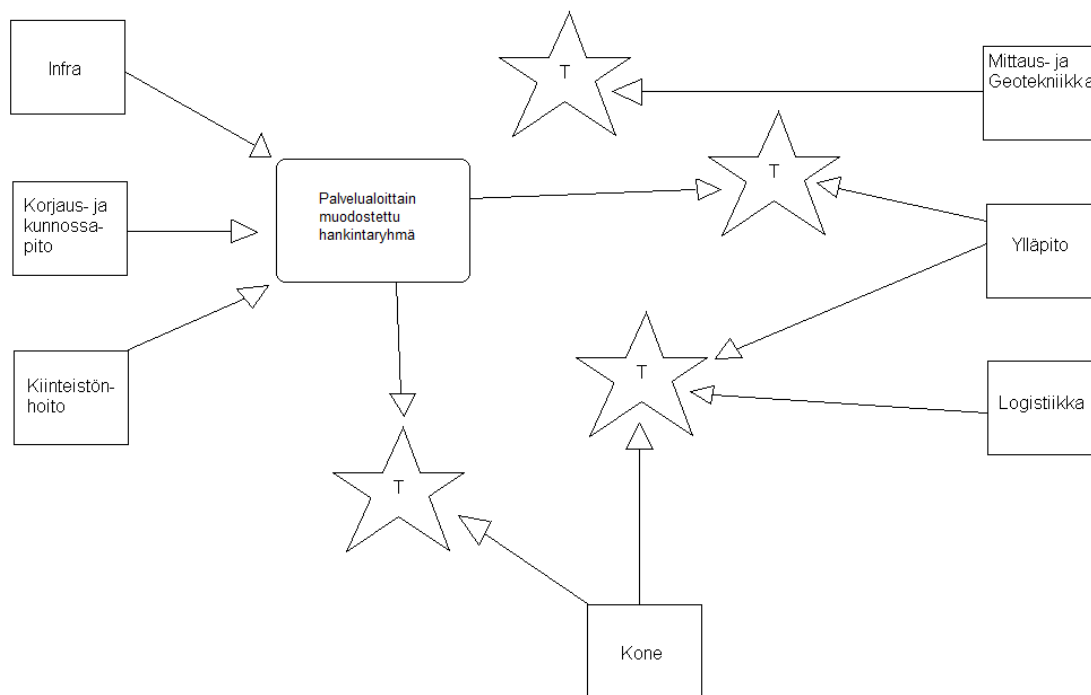 Infra
T
Mittaus- ja
Geotekniikka
T
Palvelualoittain
muodostettu
hankintaryhmä
Korjaus- ja
kunnossa-
pito
Ylläpito
T
Kiinteistön-
hoito
Logistiikka
T
Kone